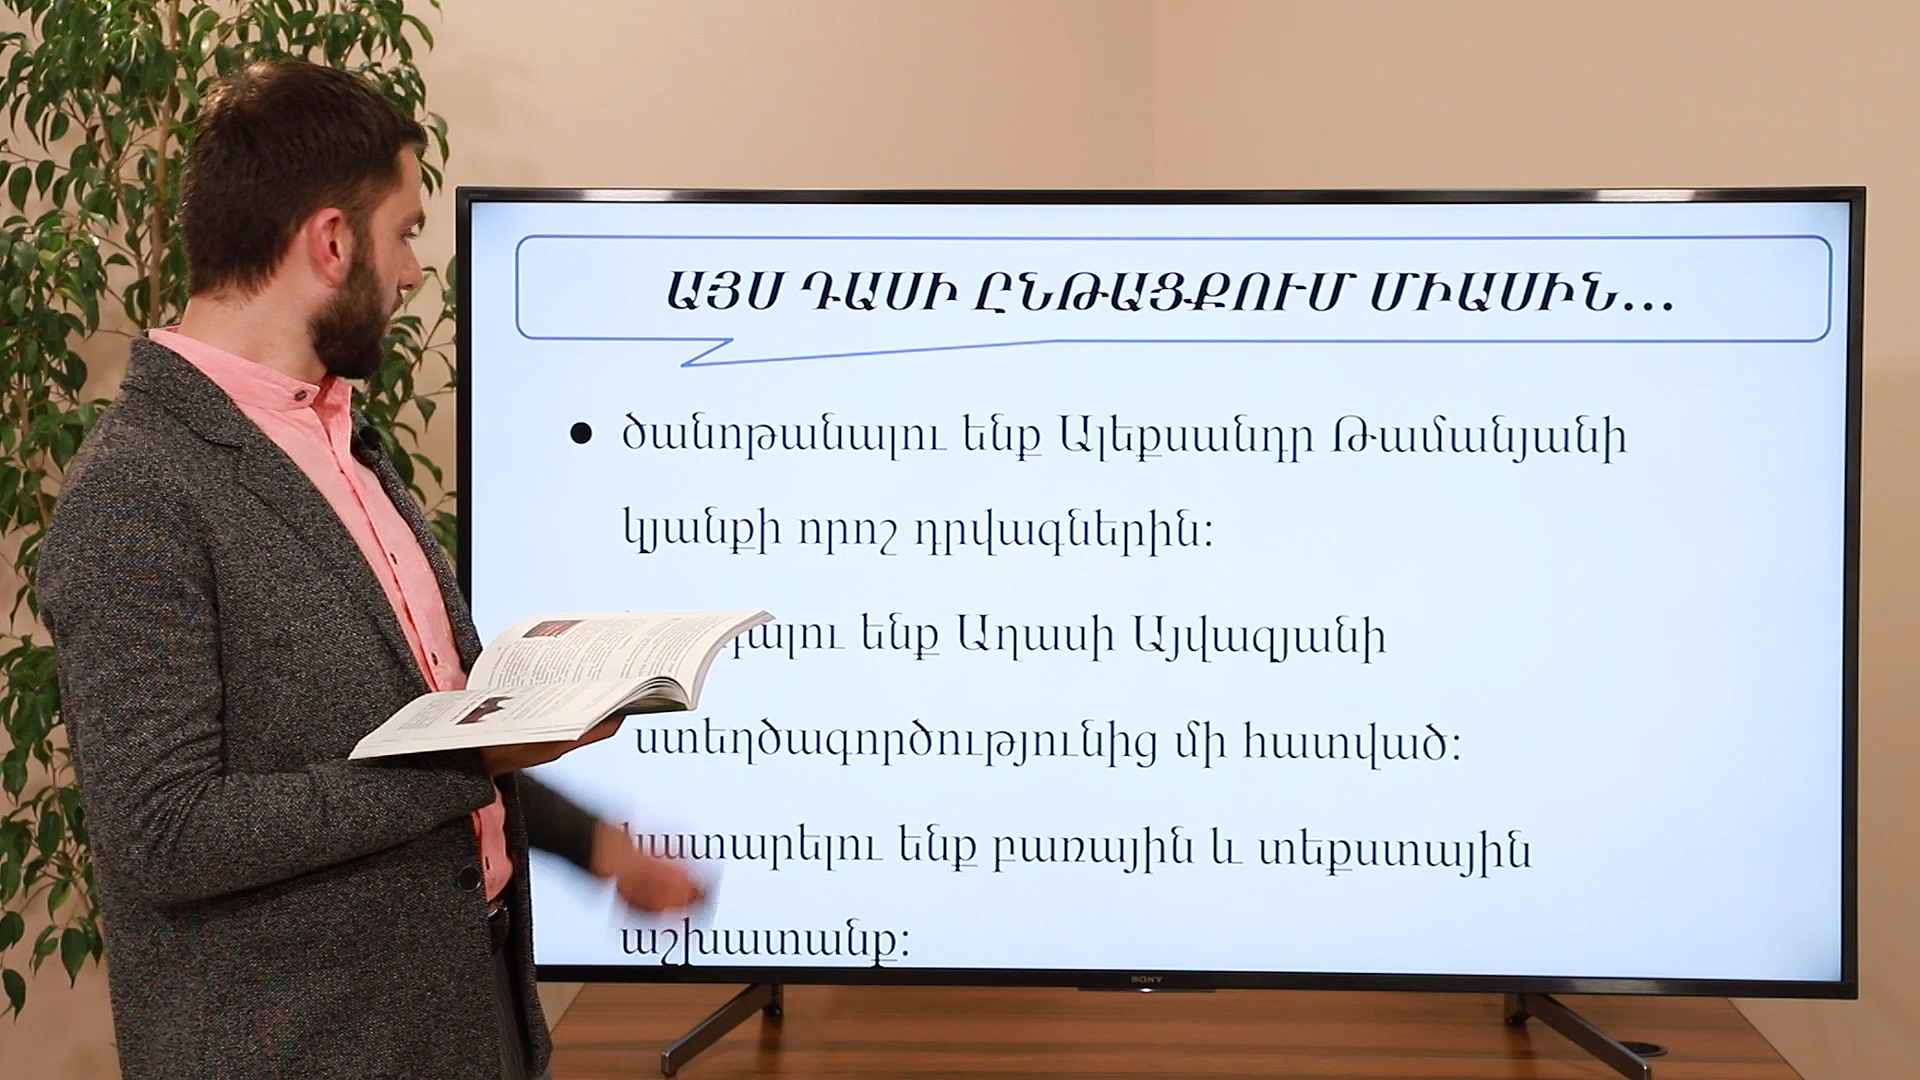 ԱՅՍ ԴԱՍԻ ԸՆԹԱՑՔՈՒՄ ՄԻԱՍԻՆ...
● ծանոթանալու ենք Ալեքսանդր Թամանյանի
կյանքի որոշ դրվագներին:
ենք Աղասի Այվազյանի
ստեղծագործությունից մի հատված:
կատարելու ենք բառային և տեքստային
աշխատանք:
SONY